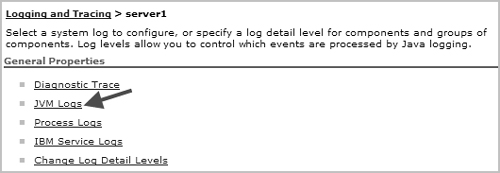 Logging and Tracing > server1
Select a system log to configure, or specify a log detail level for components and groups of
components. Log levels allow you to control which events are processed by Java logging.
General Properties
Diagnostic Trace
JVM Logs
Process Logs
IBM Service Logs
Change Log Detail Levels